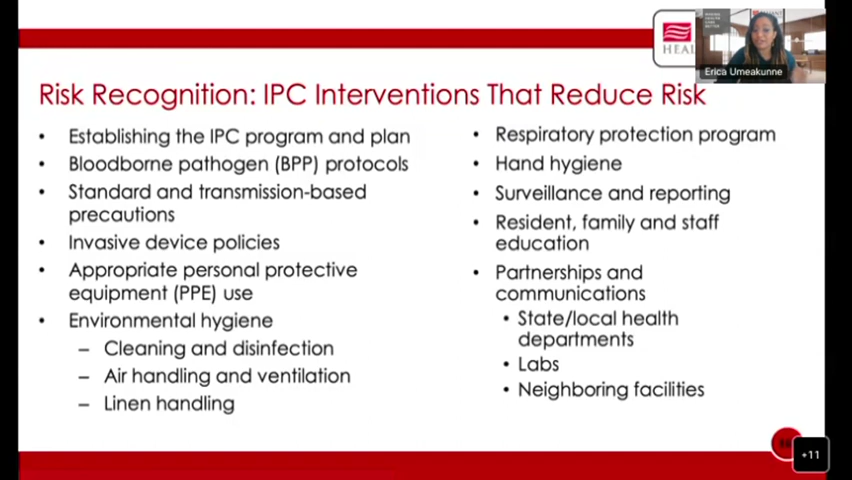 HEAL
Erica Umeakunne
Risk Recognition: IPC Interventions That Reduce Risk
• Establishing the IPC program and plan
• Bloodborne pathogen (BPP) protocols
• Standard and transmission-based
precautions
• Invasive device policies
• Appropriate personal protective
equipment (PPE) use
• Environmental hygiene
– Cleaning and disinfection
– Air handling and ventilation
– Linen handling
• Respiratory protection program
• Hand hygiene
• Surveillance and reporting
• Resident, family and staff
education
• Partnerships and
communications
• State/local health
departments
• Labs
• Neighboring facilities
+11